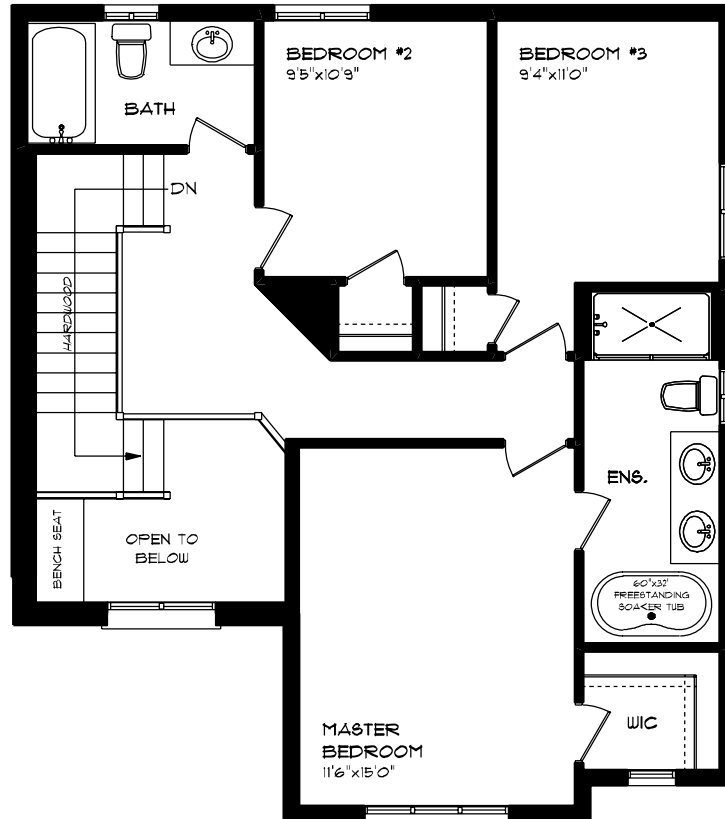 BEDROOM #2
9'5"x10'9"
BEDROOM #3
9'4"x11'0"
BATH
DN
HARDWOOD
ENS.
BENCH SEAT
OPEN TO
BELOW
60"x32"
FREESTANDING
SOAKER TUB
MASTER
BEDROOM
11'6"x15'0"
WIC